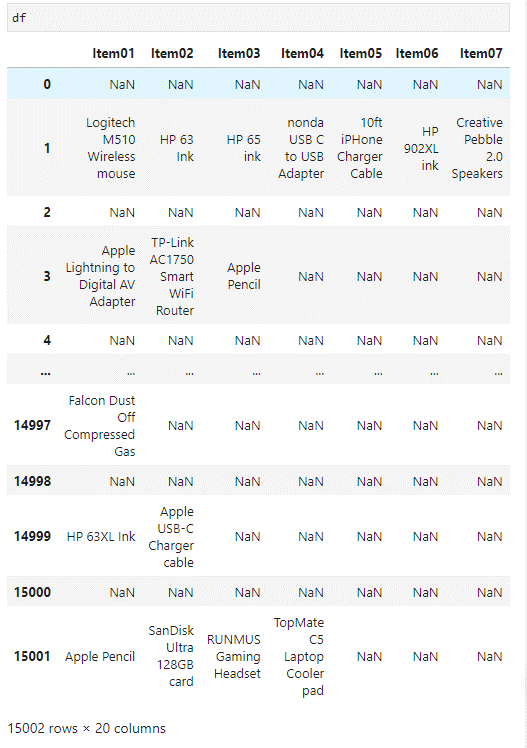 df
Item01 Item02 Item03 Item04 Item05 Item06 Item07
0 NaN NaN NaN NaN NaN NaN NaN
1 Logitech M510 Wireless mouse HP 63 Ink HP 65 ink nonda USB C to USB Adapter 10ft iPhone Charger Cable HP 902XL ink Creative Pebble 2.0 Speakers
2 NaN NaN NaN NaN NaN NaN NaN
3 Apple Lightning to Digital AV Adapter TP-Link AC1750 Smart WiFi Router Apple Pencil NaN NaN NaN NaN
4 NaN NaN NaN NaN NaN NaN NaN
... ... ... ... ... ... ... ...
14997 Falcon Dust Off Compressed Gas NaN NaN NaN NaN NaN NaN
14998 NaN NaN NaN NaN NaN NaN NaN
14999 HP 63XL Ink Apple USB-C Charger cable NaN NaN NaN NaN NaN
15000 NaN NaN NaN NaN NaN NaN NaN
15001 Apple Pencil SanDisk Ultra 128GB card RUNMUS Gaming Headset TopMate C5 Laptop Cooler pad NaN NaN NaN
15002 rows × 20 columns